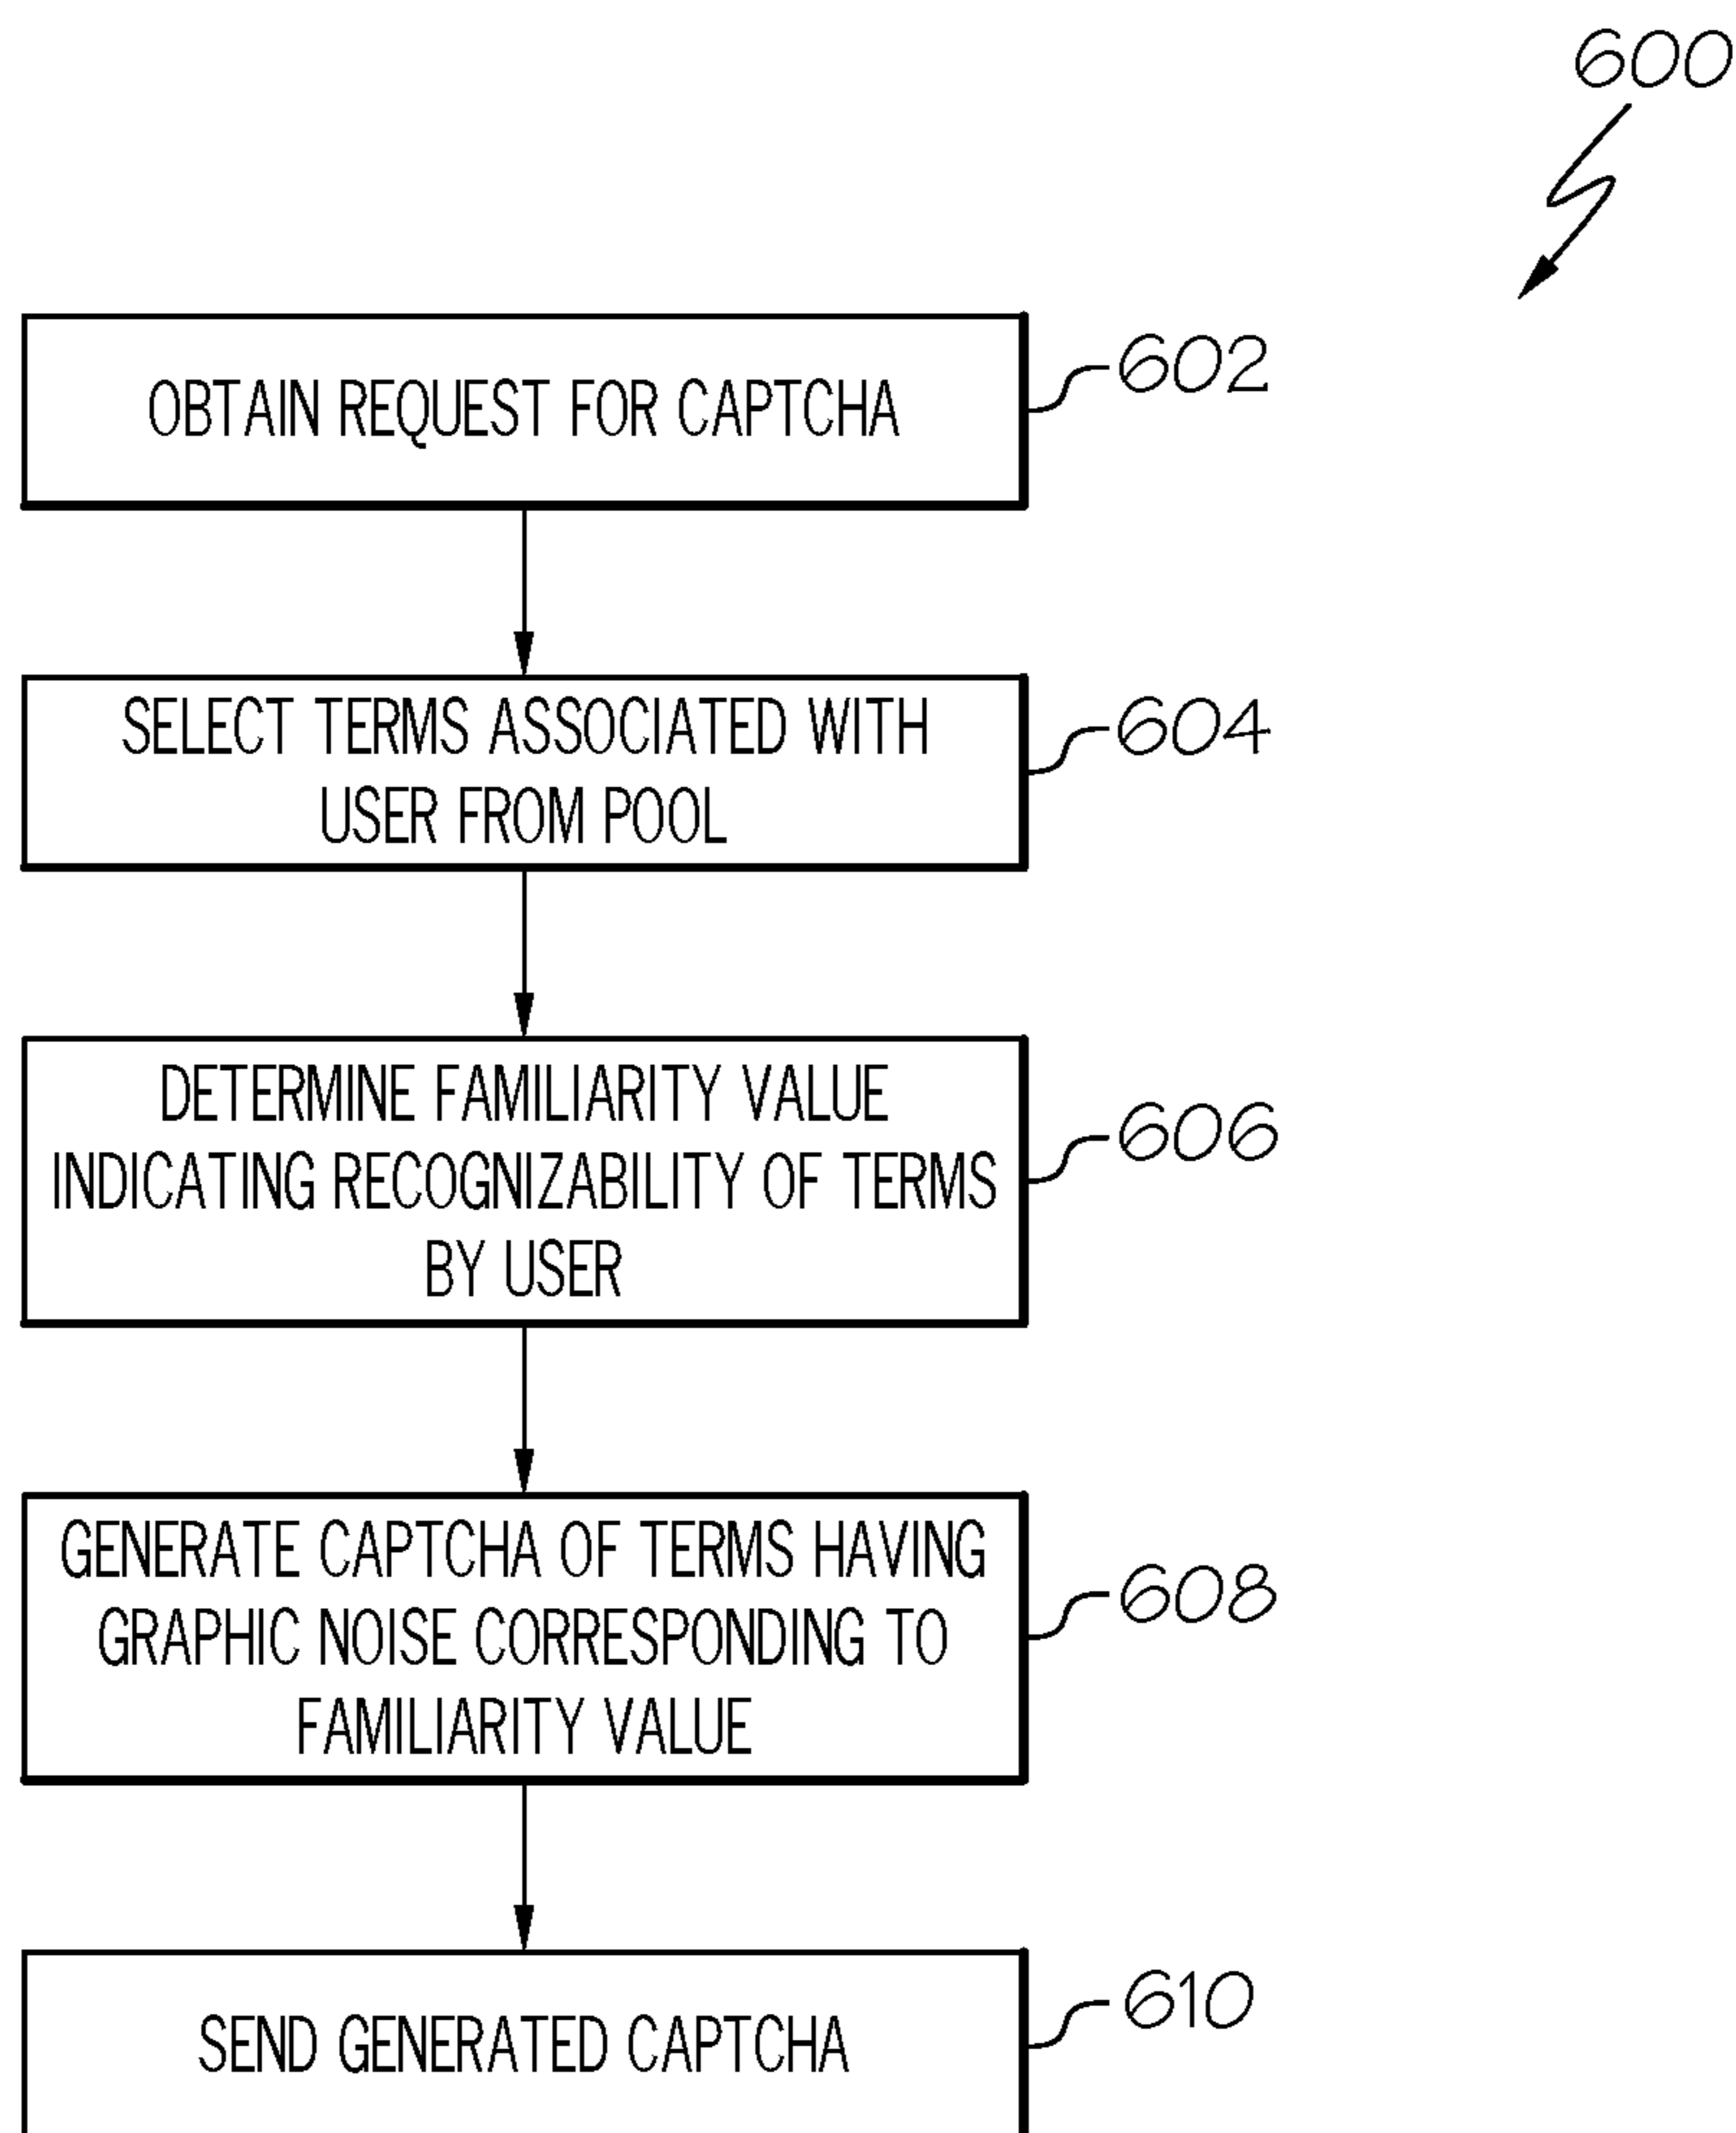 600
OBTAIN REQUEST FOR CAPTCHA
602
SELECT TERMS ASSOCIATED WITH
USER FROM POOL
604
DETERMINE FAMILIARITY VALUE
INDICATING RECOGNIZABILITY OF TERMS
BY USER
606
GENERATE CAPTCHA OF TERMS HAVING
GRAPHIC NOISE CORRESPONDING TO
FAMILIARITY VALUE
608
SEND GENERATED CAPTCHA
610